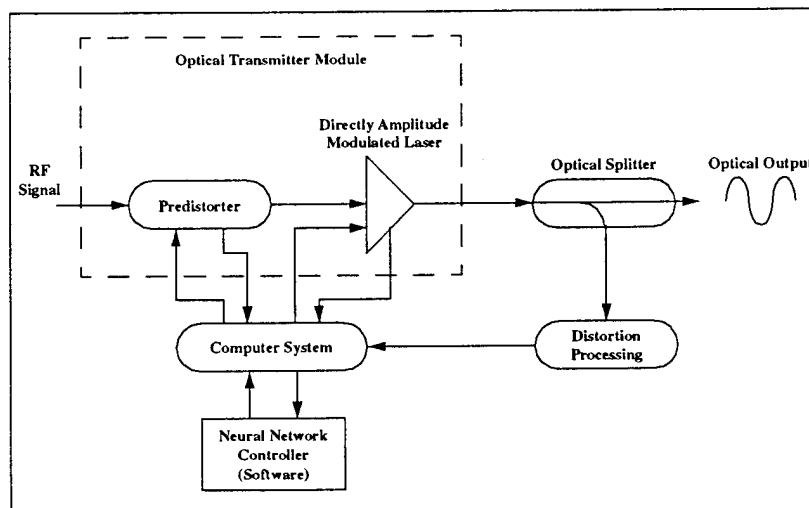 Optical Transmitter Module
Directly Amplitude
Modulated Laser
RF
Signal
Predistorter
Optical Splitter
Optical Output
Computer System
Distortion
Processing
Neural Network
Controller
(Software)